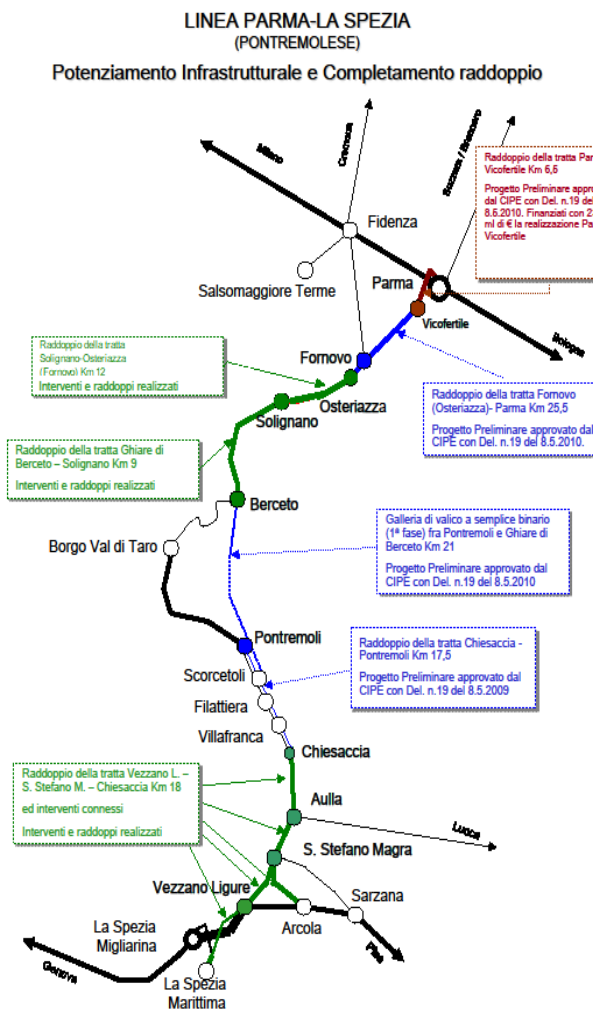 LINEA PARMA-LA SPEZIA
(PONTREMOLESE)
Potenziamento Infrastrutturale e Completamento raddoppio
Milano
Cremona
Suzzara / Brennero
Raddoppio della tratta Par
Vicofertile Km 6,5
Progetto Preliminare appro
dal CIPE con Del. n.19 del
8.5.2010. Finanziati con 2
ml di € la realizzazione Pa
Vicofertile
Fidenza
Salsomaggiore Terme
Parma
Vicofertile
Bologna
Raddoppio della tratta
Solignano-Osteriazza
(Fornovo) Km 12
Interventi e raddoppi realizzati
Fornovo
Osteriazza
Solignano
Raddoppio della tratta Fornovo
(Osteriazza)- Parma Km 25,5
Progetto Preliminare approvato dal
CIPE con Del. n.19 del 8.5.2010.
Raddoppio della tratta Ghiare di
Berceto – Solignano Km 9
Interventi e raddoppi realizzati
Berceto
Borgo Val di Taro
Galleria di valico a semplice binario
(1ª fase) fra Pontremoli e Ghiare di
Berceto Km 21
Progetto Preliminare approvato dal
CIPE con Del. n.19 del 8.5.2010
Pontremoli
Scorcetoli
Filattiera
Villafranca
Chiesaccia
Raddoppio della tratta Chiesaccia -
Pontremoli Km 17,5
Progetto Preliminare approvato dal
CIPE con Del. n.19 del 8.5.2009
Raddoppio della tratta Vezzano L. –
S. Stefano M. – Chiesaccia Km 18
ed interventi connessi
Interventi e raddoppi realizzati
Aulla
Lucca
S. Stefano Magra
Vezzano Ligure
Arcola
Sarzana
Pisa
La Spezia
Migliarina
Genova
La Spezia
Marittima